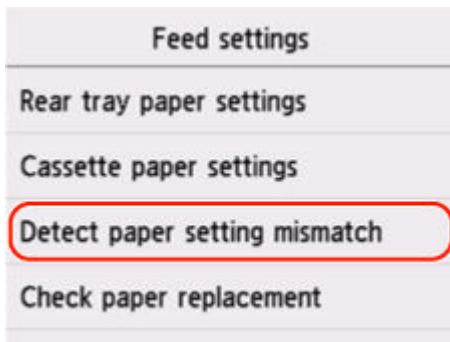 Feed settings
Rear tray paper settings
Cassette paper settings
Detect paper setting mismatch
Check paper replacement